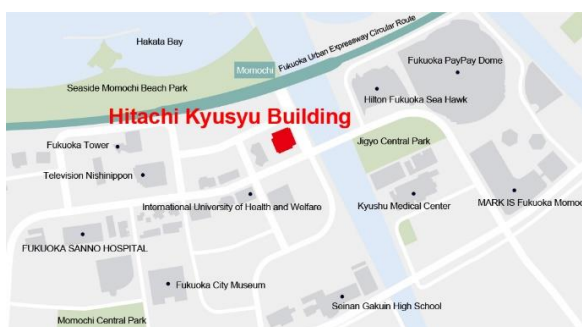 Hakata Bay
Momochi
Fukuoka Urban Expressway Circular Route
Fukuoka PayPay Dome
Seaside Momochi Beach Park
Hilton Fukuoka Sea Hawk
Hitachi Kyusyu Building
Fukuoka Tower
Jigyo Central Park
Television Nishinippon
International University of Health and Welfare
Kyushu Medical Center
MARK IS Fukuoka Momoc
FUKUOKA SANNO HOSPITAL
Fukuoka City Museum
Seinan Gakuin High School
Momochi Central Park